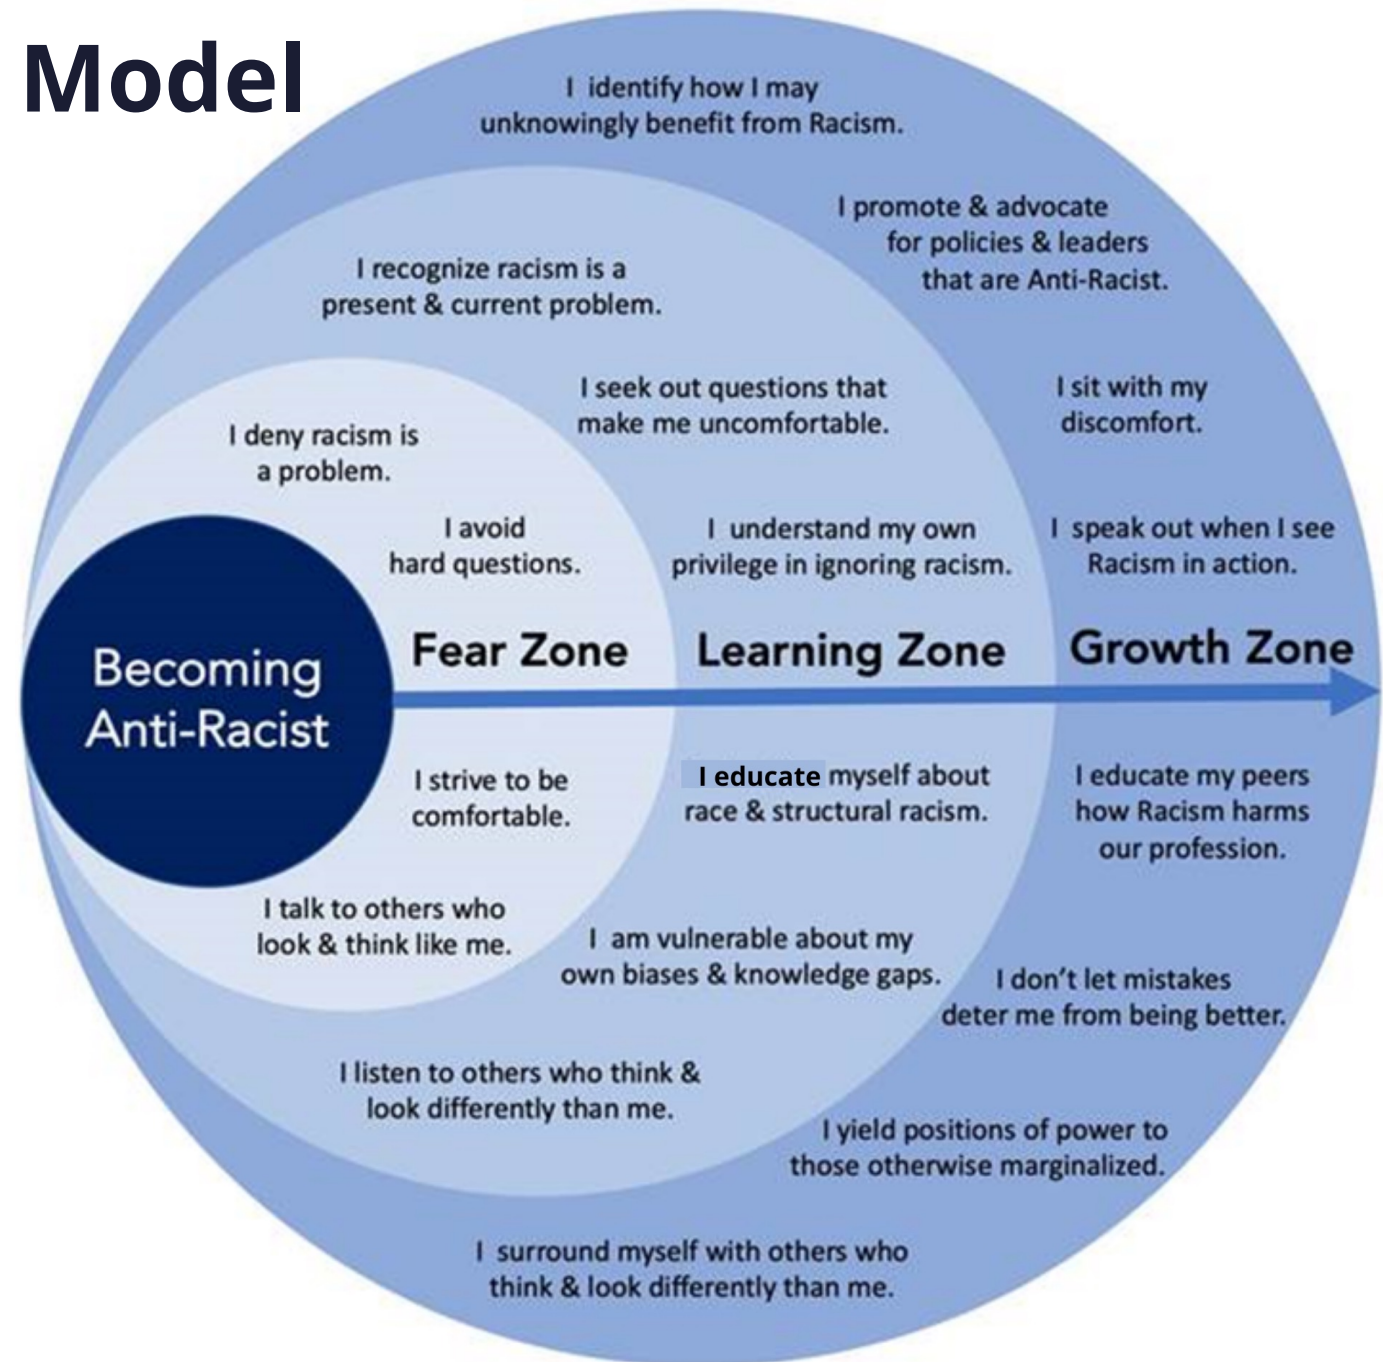 Model
I identify how I may
unknowingly benefit from Racism.
I promote & advocate
for policies & leaders
that are Anti-Racist.
I recognize racism is a
present & current problem.
I seek out questions that
make me uncomfortable.
I sit with my
discomfort.
I deny racism is
a problem.
I avoid
hard questions.
I understand my own
privilege in ignoring racism.
I speak out when I see
Racism in action.
Becoming
Anti-Racist
Fear Zone
Learning Zone
Growth Zone
I strive to be
comfortable.
I educate myself about
race & structural racism.
I educate my peers
how Racism harms
our profession.
I talk to others who
look & think like me.
I am vulnerable about my
own biases & knowledge gaps.
I don’t let mistakes
deter me from being better.
I listen to others who think &
look differently than me.
I yield positions of power to
those otherwise marginalized.
I surround myself with others who
think & look differently than me.